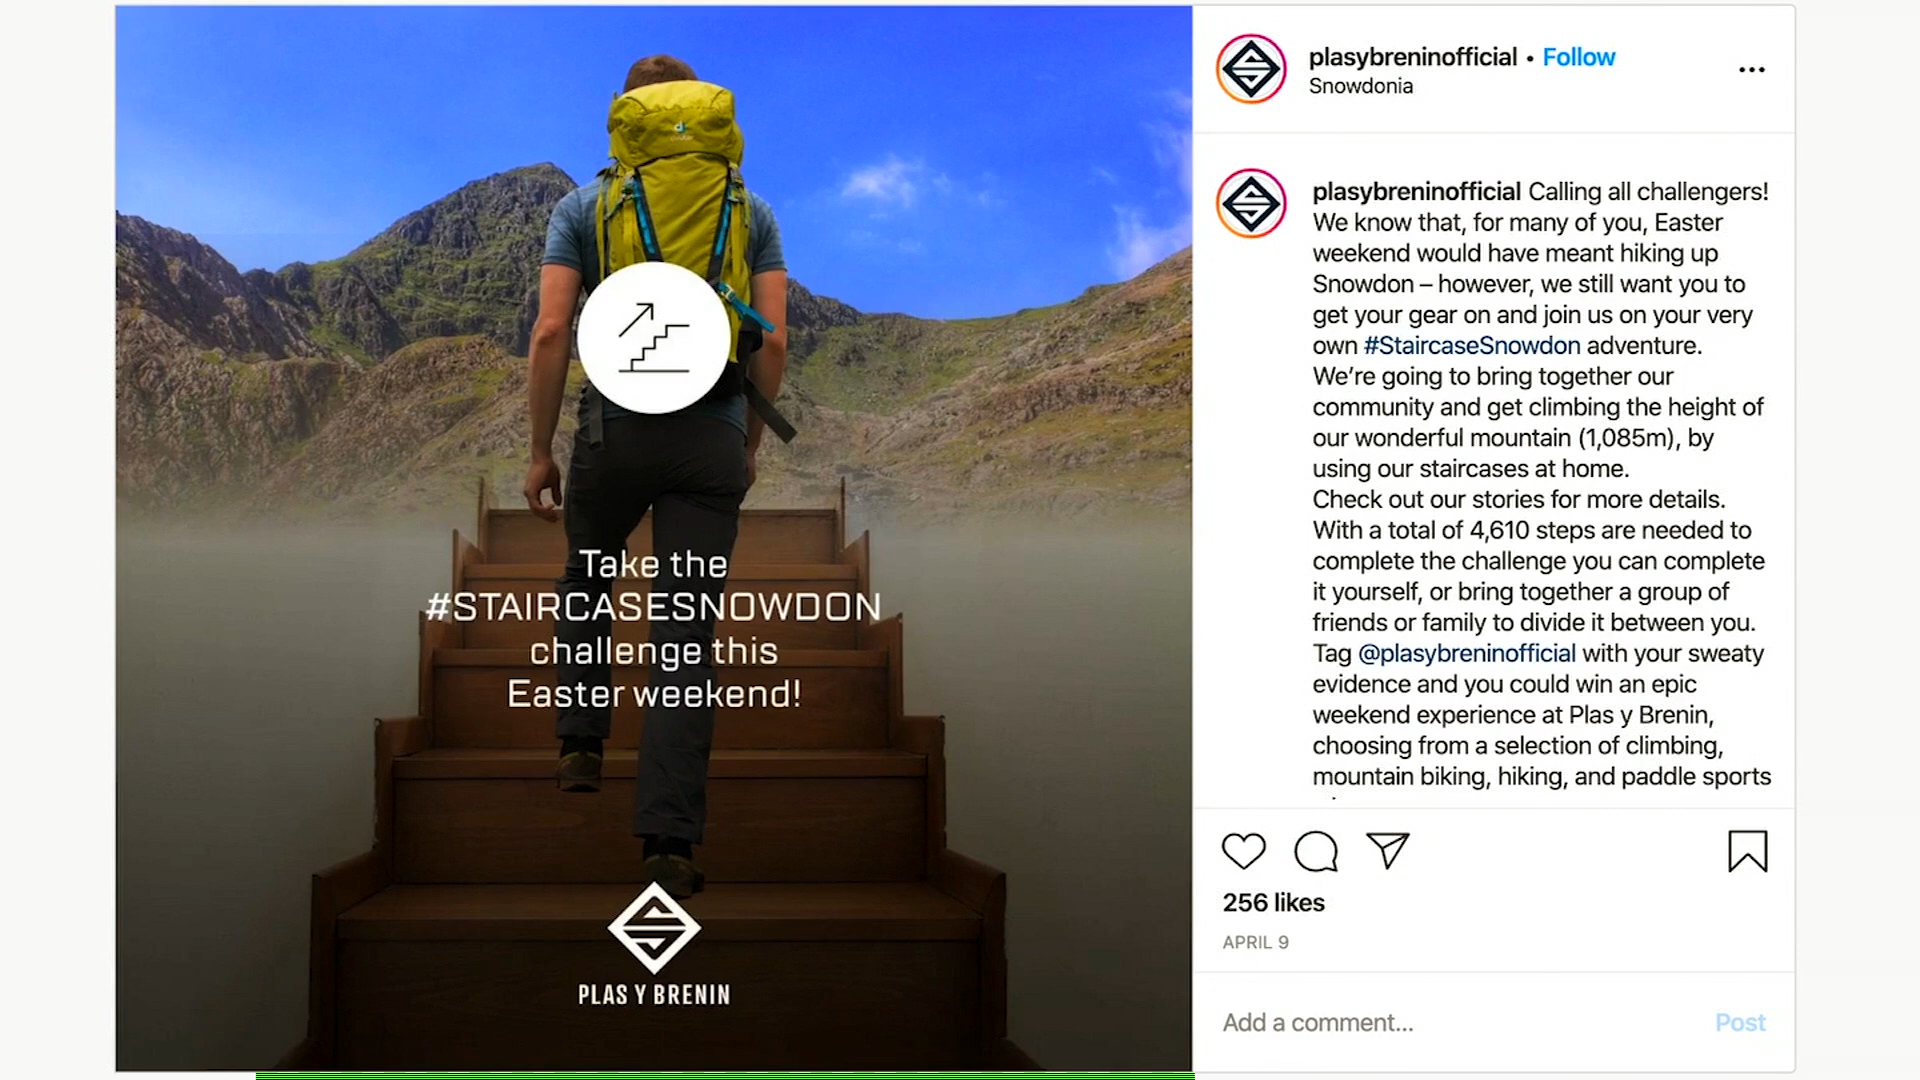 Take the
#STAIRCASESNOWDON
challenge this
Easter weekend!
PLAS Y BRENIN
plasybreninofficial • Follow
Snowdonia
plasybreninofficial Calling all challengers!
We know that, for many of you, Easter
weekend would have meant hiking up
Snowdon – however, we still want you to
get your gear on and join us on your very
own #StaircaseSnowdon adventure.
We’re going to bring together our
community and get climbing the height of
our wonderful mountain (1,085m), by
using our staircases at home.
Check out our stories for more details.
With a total of 4,610 steps are needed to
complete the challenge you can complete
it yourself, or bring together a group of
friends or family to divide it between you.
Tag @plasybreninofficial with your sweaty
evidence and you could win an epic
weekend experience at Plas y Brenin,
choosing from a selection of climbing,
mountain biking, hiking, and paddle sports
256 likes
APRIL 9
Add a comment...
Post